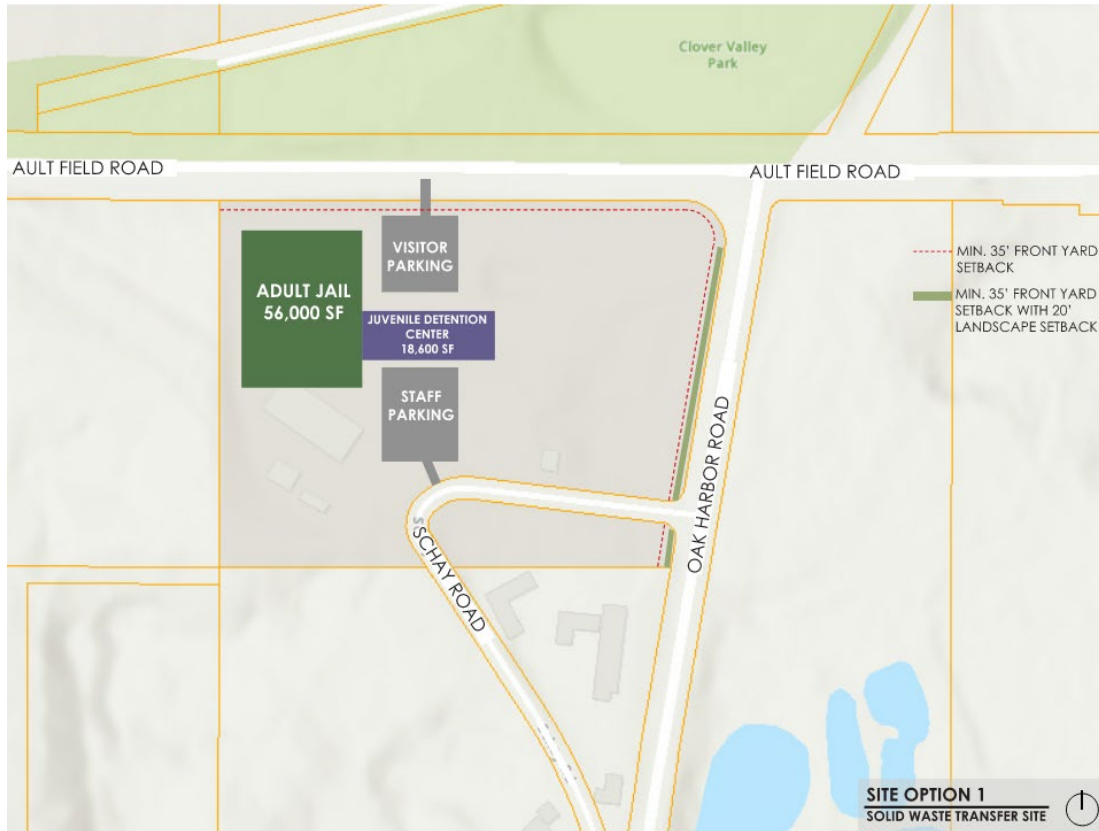 Clover Valley
Park
AULT FIELD ROAD
AULT FIELD ROAD
VISITOR
PARKING
ADULT JAIL
56,000 SF
JUVENILE DETENTION
CENTER
18,600 SF
STAFF
PARKING
MIN. 35' FRONT YARD
SETBACK
MIN. 35' FRONT YARD
SETBACK WITH 20'
LANDSCAPE SETBACK
OAK HARBOR ROAD
SCHAY ROAD
SITE OPTION 1
SOLID WASTE TRANSFER SITE